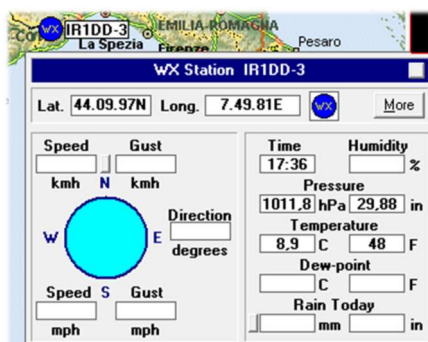 EMILIA-ROMAGNA
Co WX IR1DD-3
La Spezia Firenze Pesaro
WX Station IR1DD-3
Lat. 44.09.97N Long. 7.49.81E WX More
Speed Gust
kmh N kmh
W E
Direction
degrees
Speed S Gust
mph mph
Time Humidity
17:36 %
Pressure
1011,8 hPa 29,88 in
Temperature
8,9 C 48 F
Dew-point
C F
Rain Today
mm in